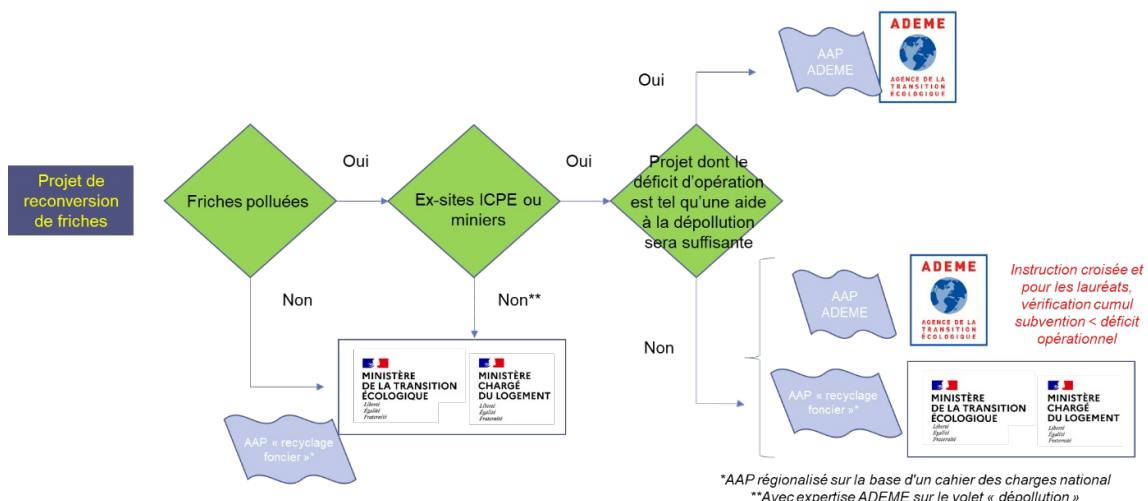 AAP
ADEME
ADEME
AGENCE DE LA
TRANSITION
ÉCOLOGIQUE
Oui
Projet de
reconversion
de friches
Friches polluées
Oui
Ex-sites ICPE ou
miniers
Oui
Projet dont le
déficit d'opération
est tel qu'une aide
à la dépollution
sera suffisante
Non
Non**
MINISTÈRE
DE LA TRANSITION
ÉCOLOGIQUE
Liberté
Égalité
Fraternité
MINISTÈRE
CHARGÉ
DU LOGEMENT
Liberté
Égalité
Fraternité
AAP « recyclage
foncier »*
Non
AAP
ADEME
ADEME
AGENCE DE LA
TRANSITION
ÉCOLOGIQUE
Instruction croisée et
pour les lauréats,
vérification cumul
subvention < déficit
opérationnel
AAP « recyclage
foncier »*
MINISTÈRE
DE LA TRANSITION
ÉCOLOGIQUE
Liberté
Égalité
Fraternité
MINISTÈRE
CHARGÉ
DU LOGEMENT
Liberté
Égalité
Fraternité
*AAP régionalisé sur la base d'un cahier des charges national
**Avec expertise ADEME sur le volet « dépollution »